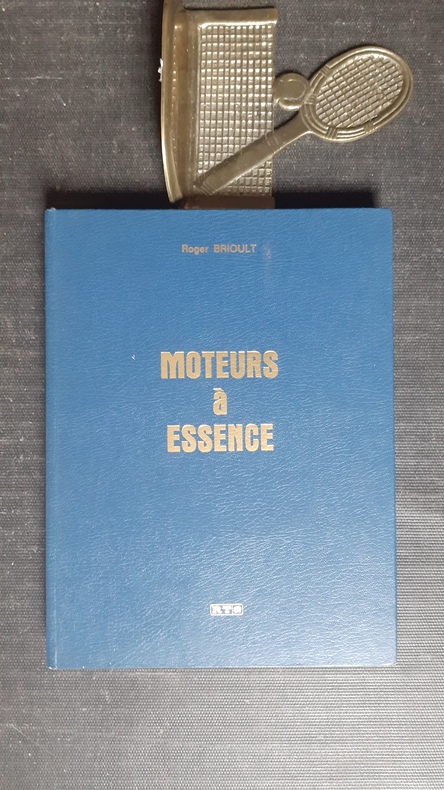 Roger BRIOULT
MOTEURS
à
ESSENCE